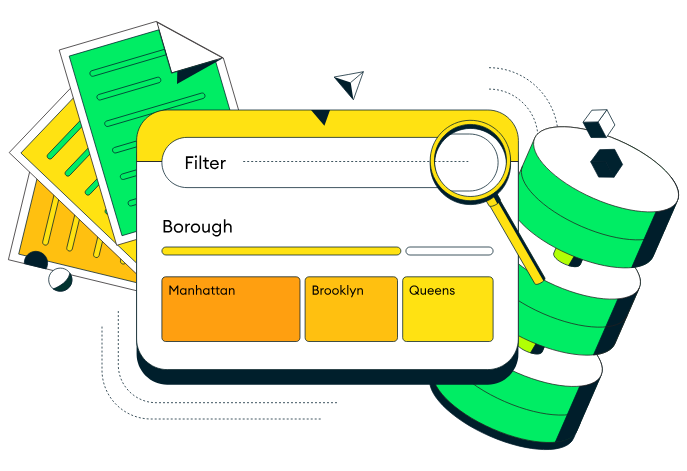 Filter
Borough
Manhattan Brooklyn Queens